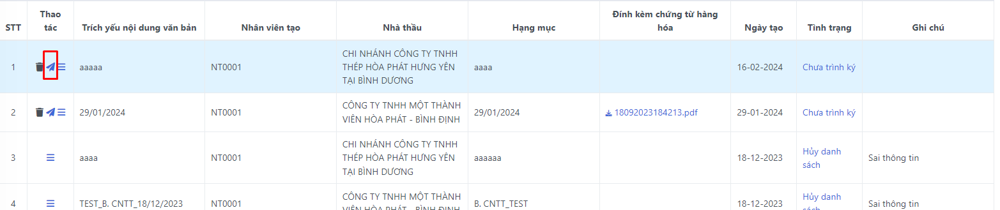 STT
Thao tác
Trích yếu nội dung văn bản
Nhân viên tạo
Nhà thầu
Hạng mục
Đính kèm chứng từ hàng hóa
Ngày tạo
Tình trạng
Ghi chú
1
aaaaa
NT0001
CHI NHÁNH CÔNG TY TNHH
THÉP HÒA PHÁT HƯNG YÊN
TẠI BÌNH DƯƠNG
aaaa
16-02-2024
Chưa trình ký
2
29/01/2024
NT0001
CÔNG TY TNHH MỘT THÀNH
VIÊN HÒA PHÁT - BÌNH ĐỊNH
29/01/2024
18092023184213.pdf
29-01-2024
Chưa trình ký
3
aaaa
NT0001
CHI NHÁNH CÔNG TY TNHH
THÉP HÒA PHÁT HƯNG YÊN
TẠI BÌNH DƯƠNG
aaaaaa
18-12-2023
Hủy danh
sách
Sai thông tin
4
TEST_B. CNTT_18/12/2023
NT0001
CÔNG TY TNHH MỘT THÀNH
VIÊN HÒA PHÁT - BÌNH ĐỊNH
B. CNTT_TEST
18-12-2023
Hủy danh
sách
Sai thông tin